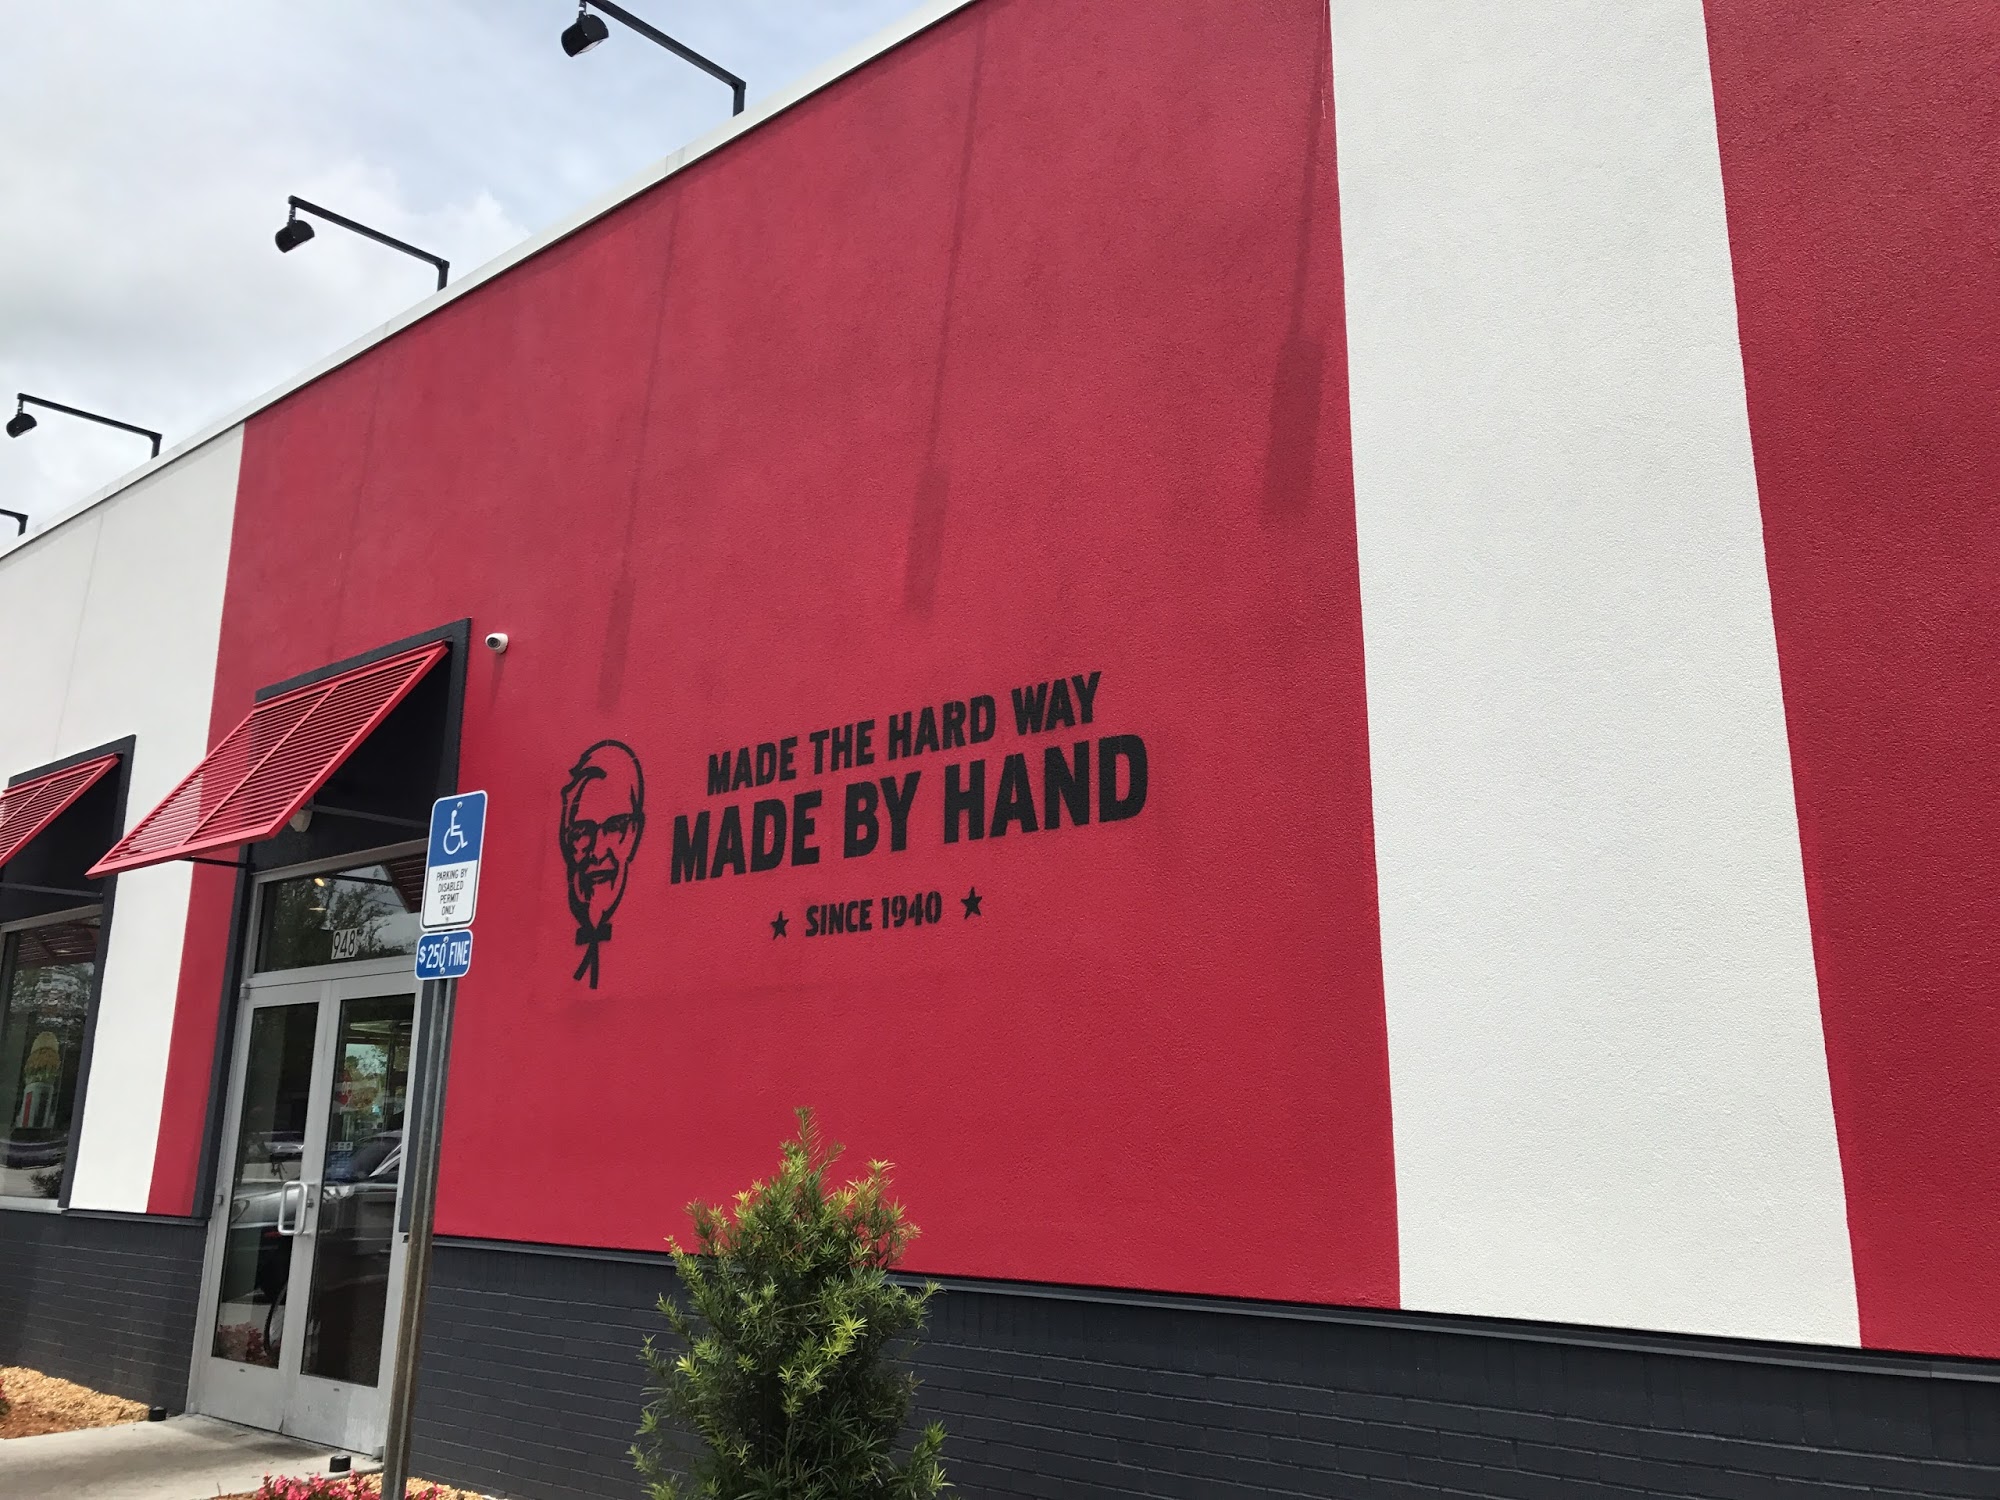 MADE THE HARD WAY
MADE BY HAND
★ SINCE 1940 ★
PARKING BY
DISABLED
PERMIT
ONLY
$250 FINE
948